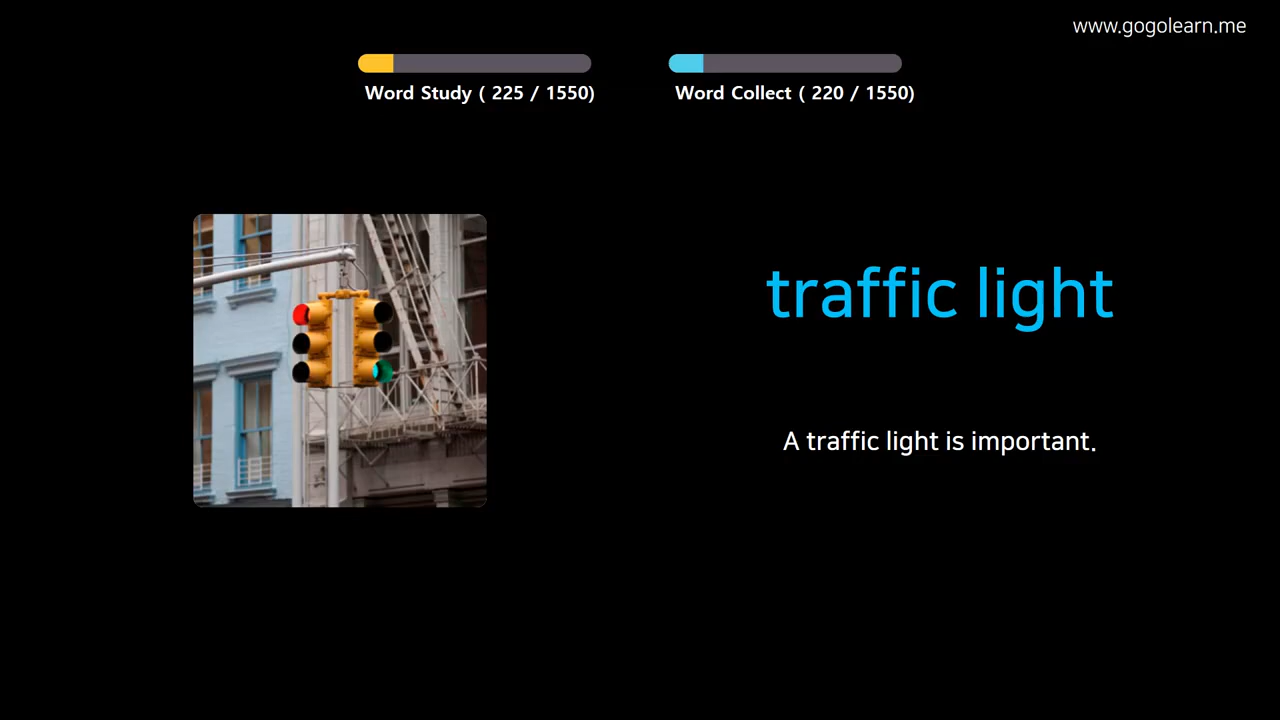 www.gogolearn.me
Word Study ( 225 / 1550)
Word Collect ( 220 / 1550)
traffic light
A traffic light is important.